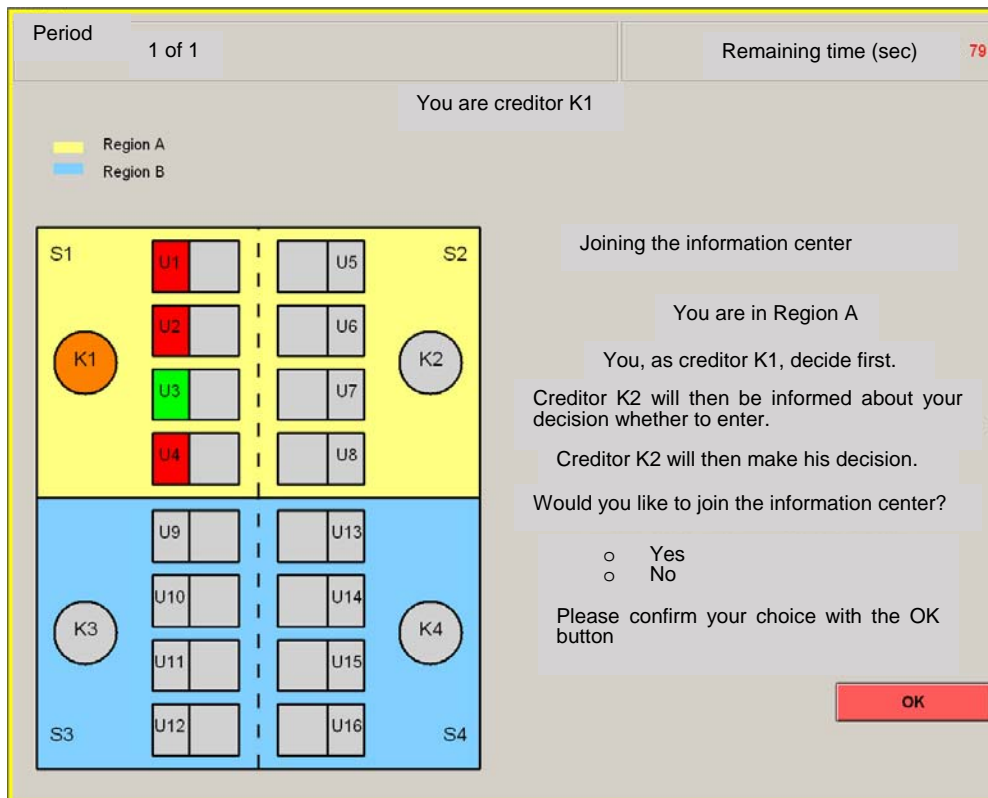 Period
1 of 1
Remaining time (sec)
79
You are creditor K1
Region A
Region B
S1
U1
U5
S2
U2
U6
K1
K2
U3
U7
U4
U8
U9
U13
U10
U14
K3
K4
U11
U15
S3
U12
U16
S4
Joining the information center
You are in Region A
You, as creditor K1, decide first.
Creditor K2 will then be informed about your
decision whether to enter.
Creditor K2 will then make his decision.
Would you like to join the information center?
o Yes
o No
Please confirm your choice with the OK
button
OK